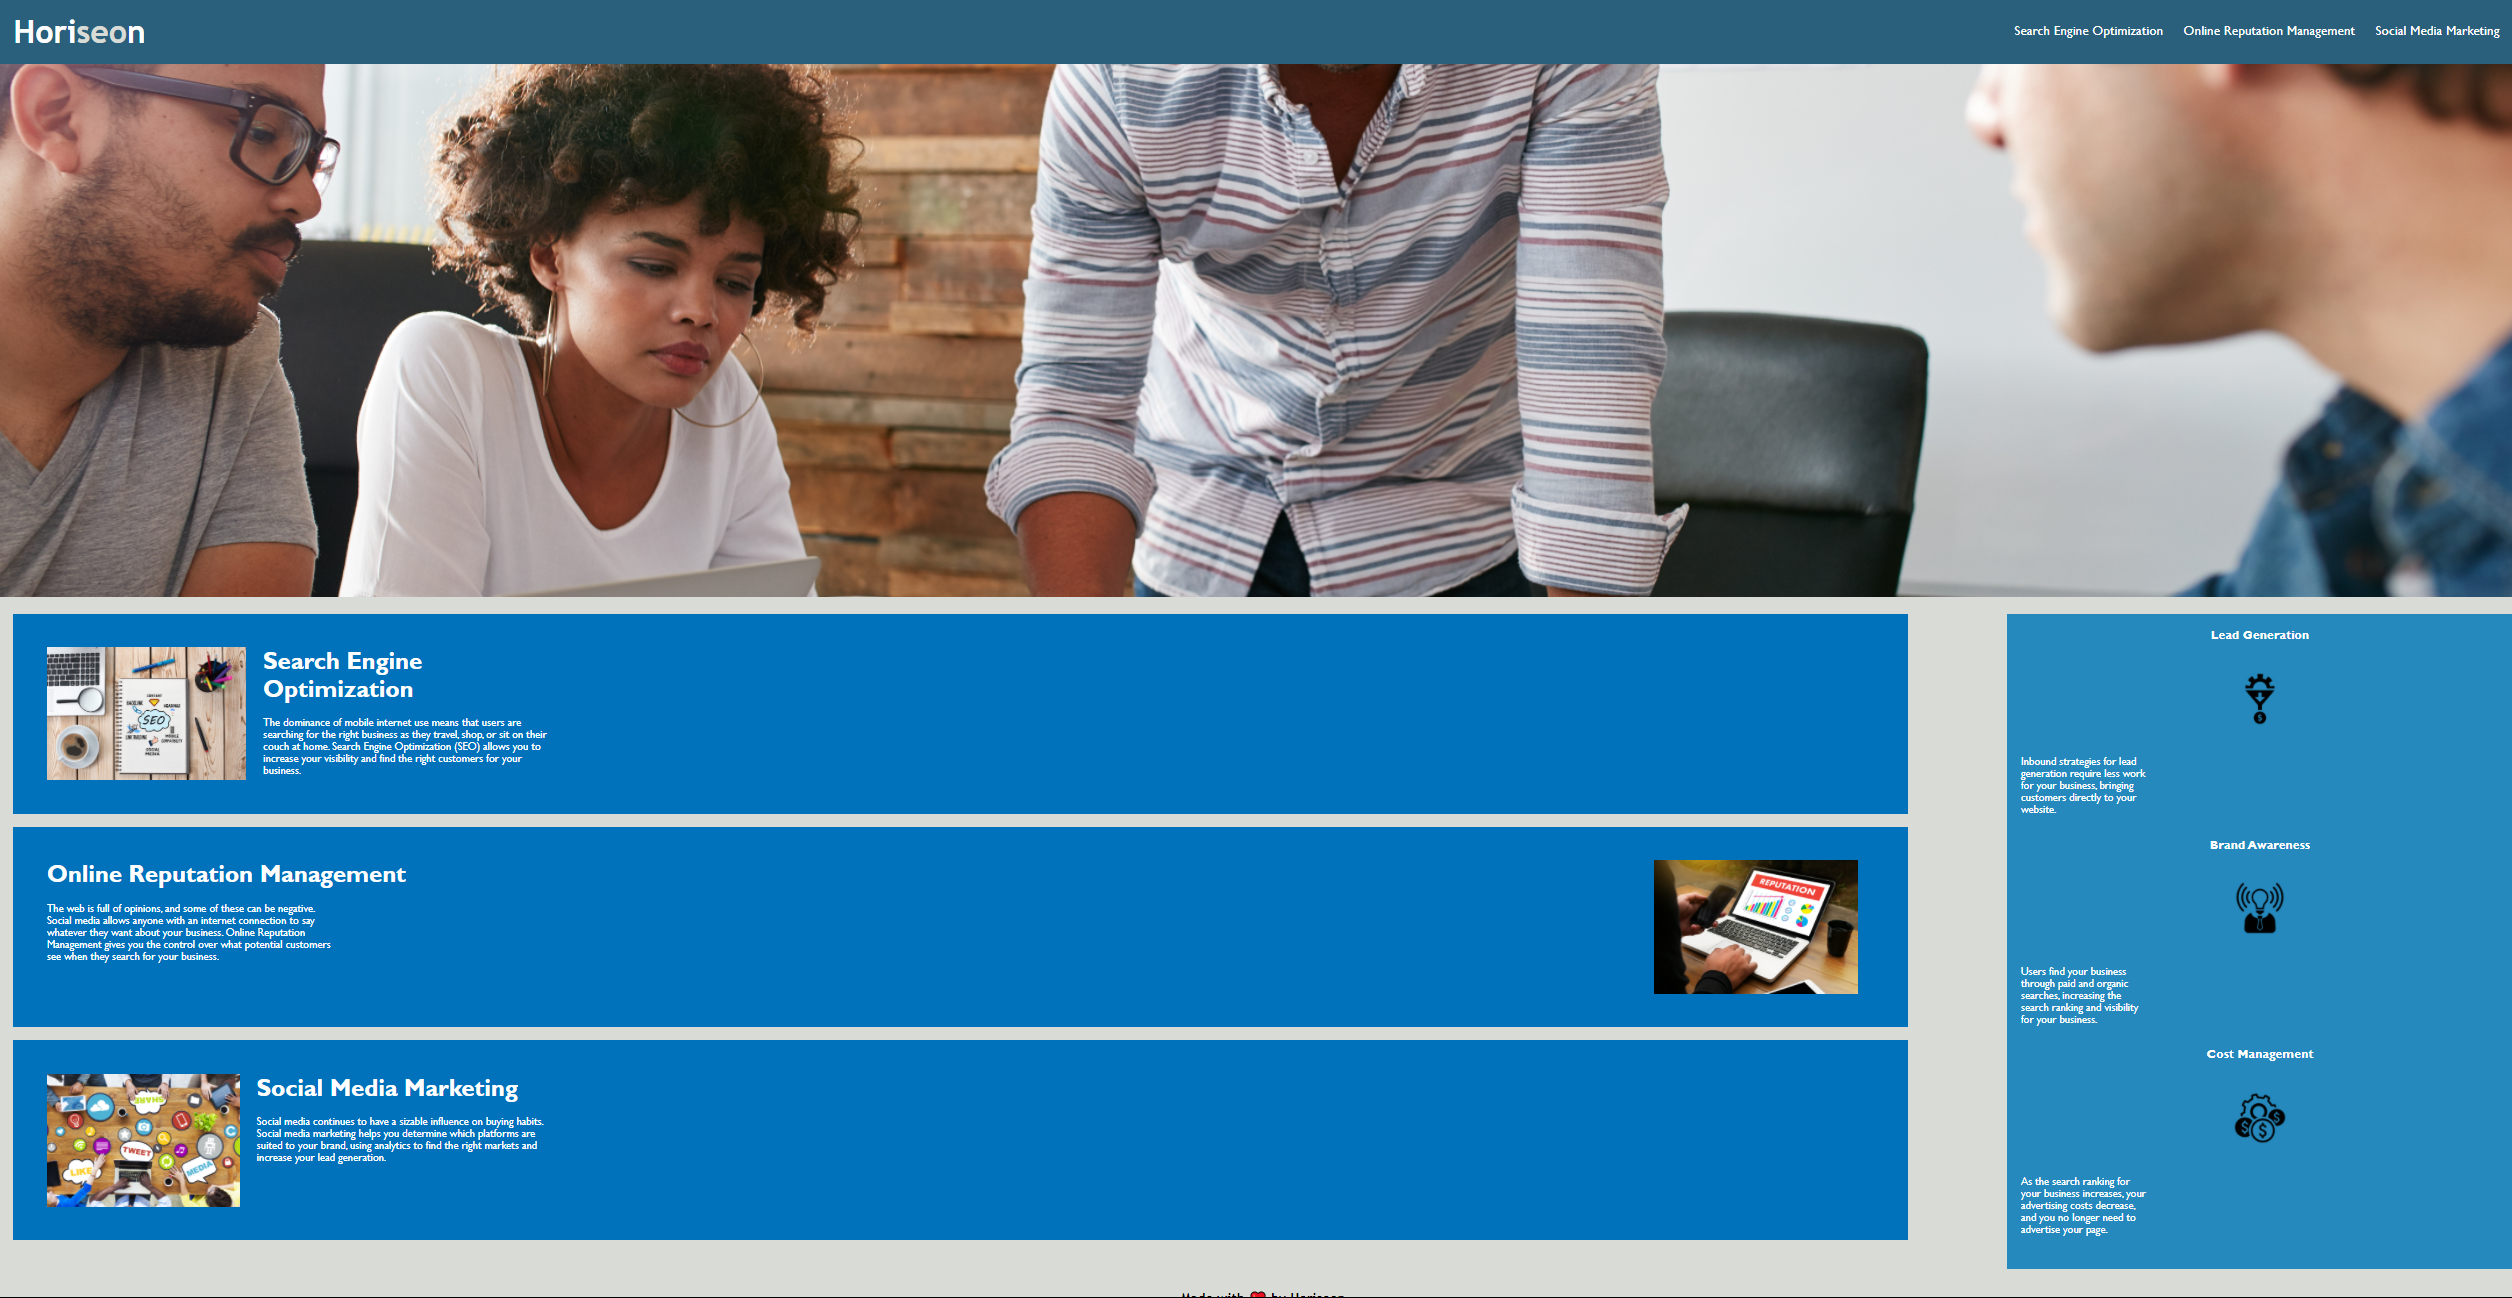 Horiseon
Search Engine Optimization Online Reputation Management Social Media Marketing
Search Engine
Optimization
The dominance of mobile internet use means that users are
searching for the right business as they travel, shop, or sit on their
couch at home. Search Engine Optimization (SEO) allows you to
increase your visibility and find the right customers for your
business.
SEO
Online Reputation Management
The web is full of opinions, and some of these can be negative.
Social media allows anyone with an internet connection to say
whatever they want about your business. Online Reputation
Management gives you the control over what potential customers
see when they search for your business.
REPUTATION
Social Media Marketing
Social media continues to have a sizable influence on buying habits.
Social media marketing helps you determine which platforms are
suited to your brand, using analytics to find the right markets and
increase your lead generation.
SHARE
TWEET
LIKE
MEDIA
Lead Generation
Inbound strategies for lead
generation require less work
for your business, bringing
customers directly to your
website.
Brand Awareness
Users find your business
through paid and organic
searches, increasing the
search ranking and visibility
for your business.
Cost Management
As the search ranking for
your business increases, your
advertising costs decrease,
and you no longer need to
advertise your page.
Made with ❤️ by Horiseon